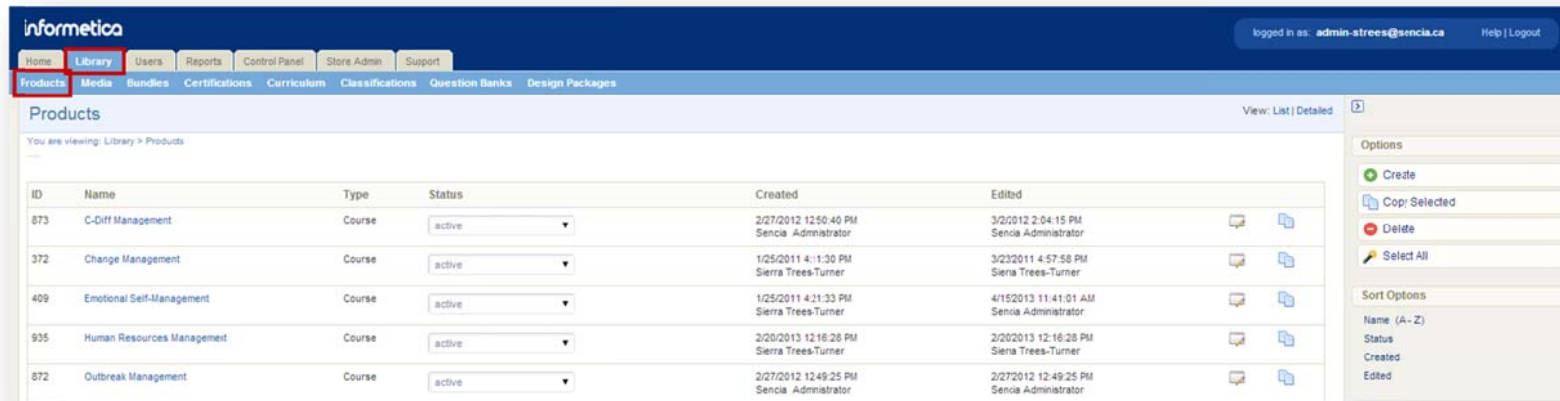 informetica
logged in as: admin-strees@sencia.ca Help | Logout
Home Library Users Reports Control Panel Store Admin Support
Products Media Bundles Certifications Curriculum Classifications Question Banks Design Packages
Products View: List | Detailed
You are viewing: Library > Products
Options
Create
Copy Selected
Delete
Select All
Sort Optons
Name (A - Z)
Status
Created
Edited
ID Name Type Status Created Edited
873 C-Diff Management Course active 2/27/2012 12:50:40 PM 3/2/2012 2:04:15 PM
Sencia Administrator Sencia Administrator
372 Change Management Course active 1/25/2011 PM 3/23/2011 4:57:58 PM
Sierra Trees-Turner Sierra Trees-Turner
409 Emotional Self-Management Course active 1/25/2011 4:21:33 PM 4/15/2013 11:41:01 AM
Sierra Trees-Turner Sencia Administrator
935 Human Resources Management Course active 2/20/2013 12:16:28 PM 2/20/2013 12:16:28 PM
Sierra Trees-Turner Sierra Trees-Turner
872 Outbreak Management Course active 2/27/2012 12:49:25 PM 2/27/2012 12:49:25 PM
Sencia Administrator Sencia Administrator